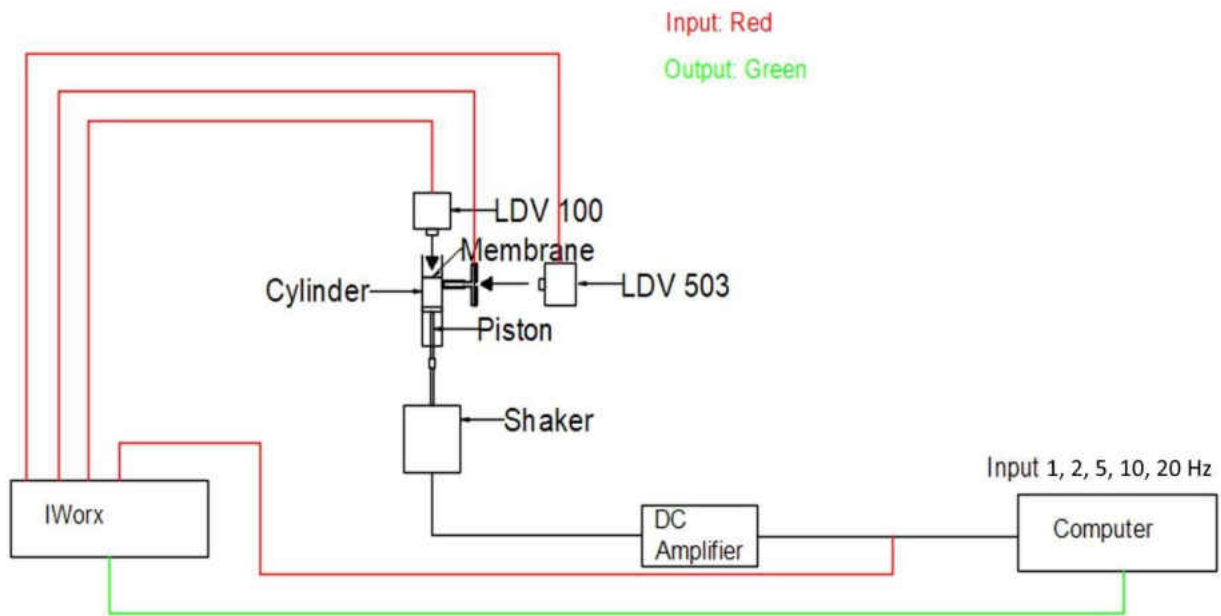 Input: Red
Output: Green
LDV 100
Membrane
Cylinder
LDV 503
Piston
Shaker
Input 1, 2, 5, 10, 20 Hz
IWorx
DC
Amplifier
Computer